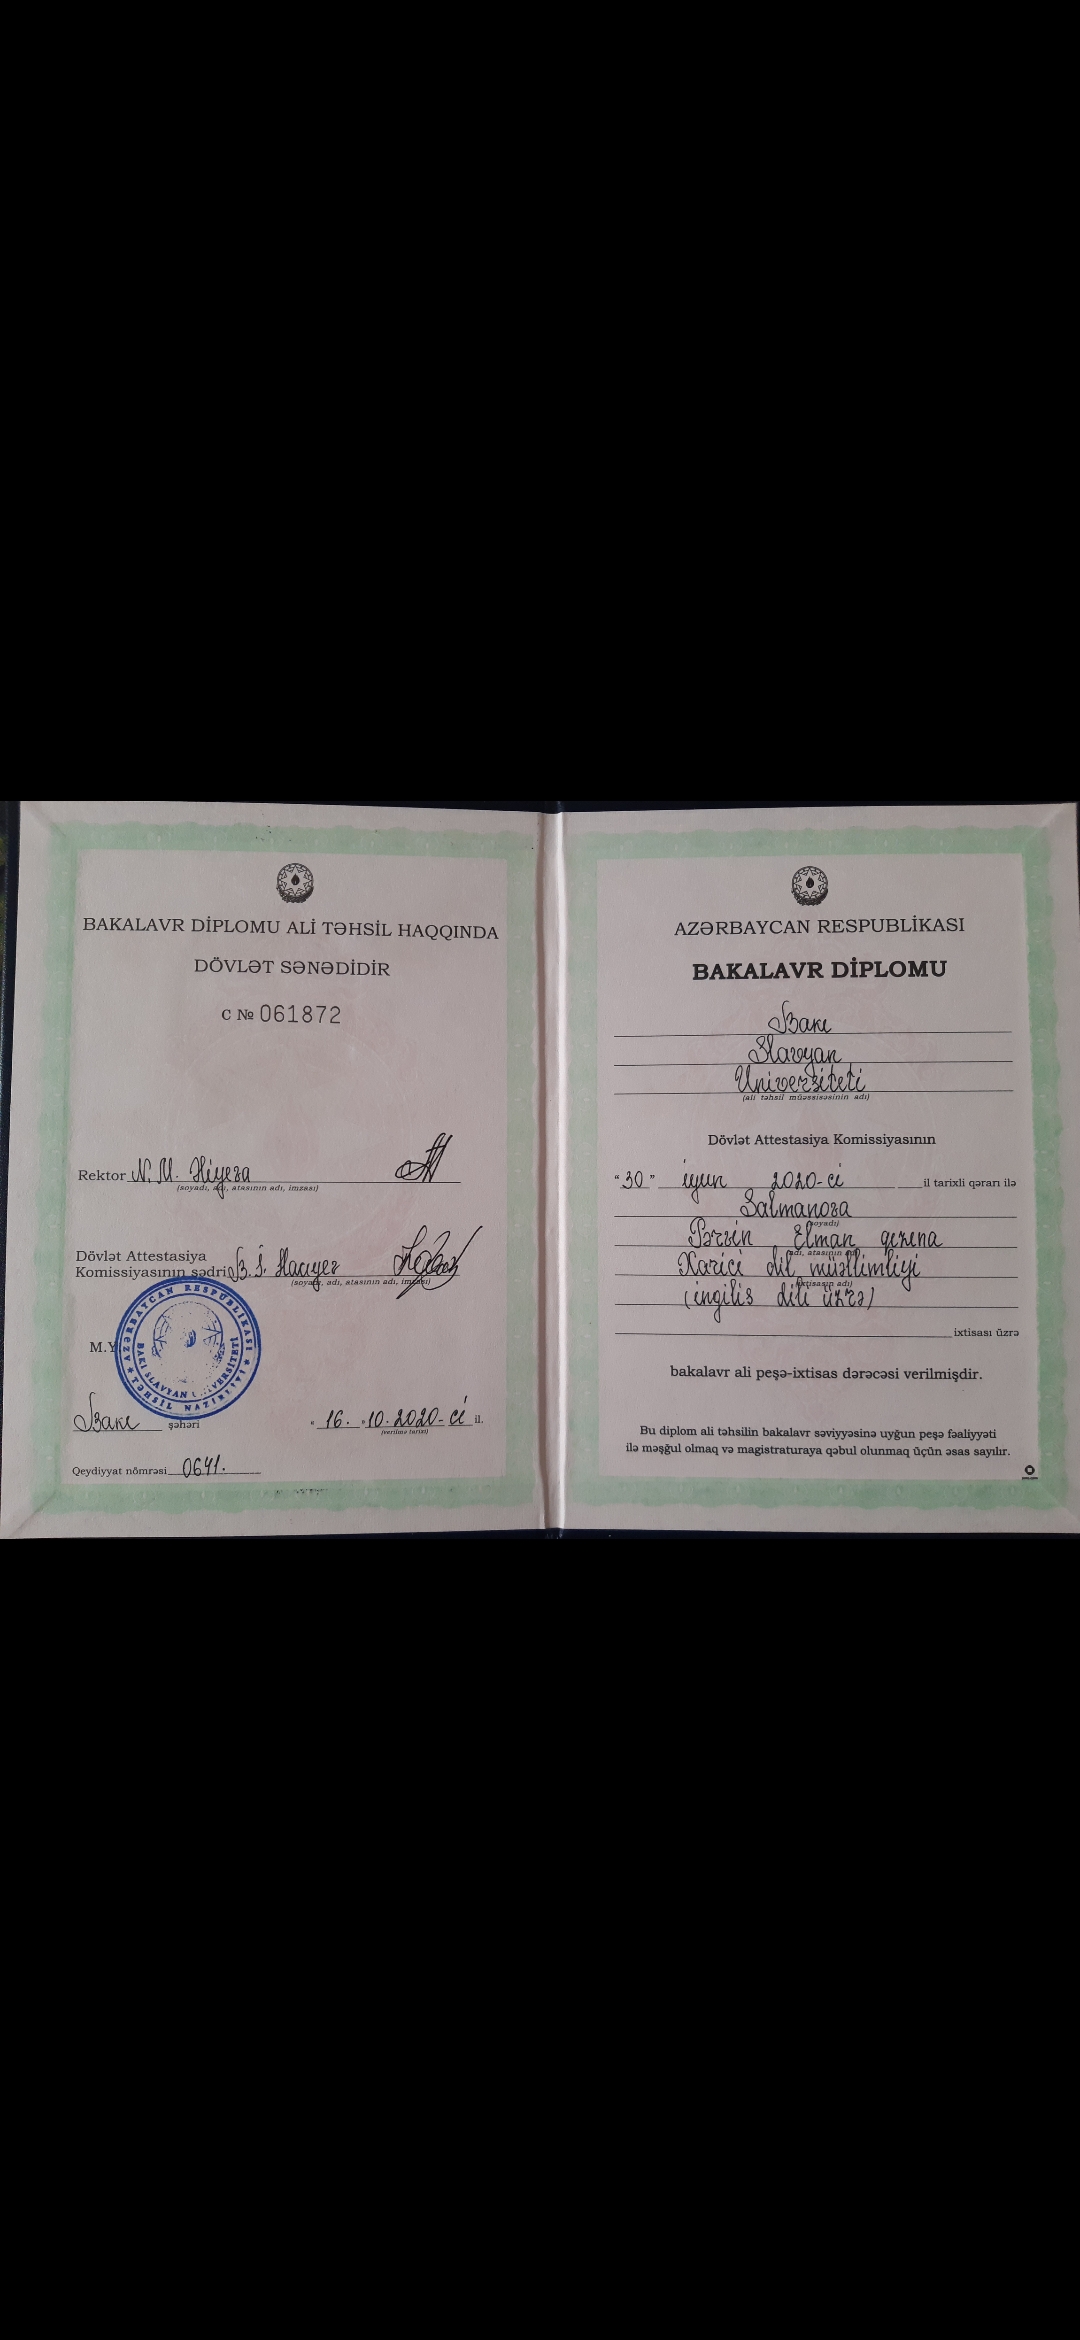 BAKALAVR DİPLOMU ALİ TƏHSİL HAQQINDA
DÖVLƏT SƏNƏDİDİR
C № 061872
Rektor N. M. Əliyeva
(soyadı, adı, atasının adı, imzası)
Dövlət Attestasiya
Komissiyasının sədri B. İ. Hacıyev
(soyadı, adı, atasının adı, imzası)
M.Y.
AZƏRBAYCAN RESPUBLİKASI * TƏHSİL NAZİRLİYİ *
BAKI SLAVYAN UNİVERSİTETİ
Bakı şəhəri
" 16. " 10. 2020-ci il.
(verilmə tarixi)
Qeydiyyat nömrəsi 0641.
AZƏRBAYCAN RESPUBLİKASI
BAKALAVR DİPLOMU
Bakı
Slavyan
Universiteti
(ali təhsil müəssisəsinin adı)
Dövlət Attestasiya Komissiyasının
" 30 " iyun 2020-ci il tarixli qərarı ilə
Salmanova
(soyadı)
Pərvin Elman qızına
(adı, atasının adı)
Xarici dil müəllimliyi
(ixtisasın adı)
(ingilis dili üzrə)
ixtisası üzrə
bakalavr ali peşə-ixtisas dərəcəsi verilmişdir.
Bu diplom ali təhsilin bakalavr səviyyəsinə uyğun peşə fəaliyyəti
ilə məşğul olmaq və magistraturaya qəbul olunmaq üçün əsas sayılır.